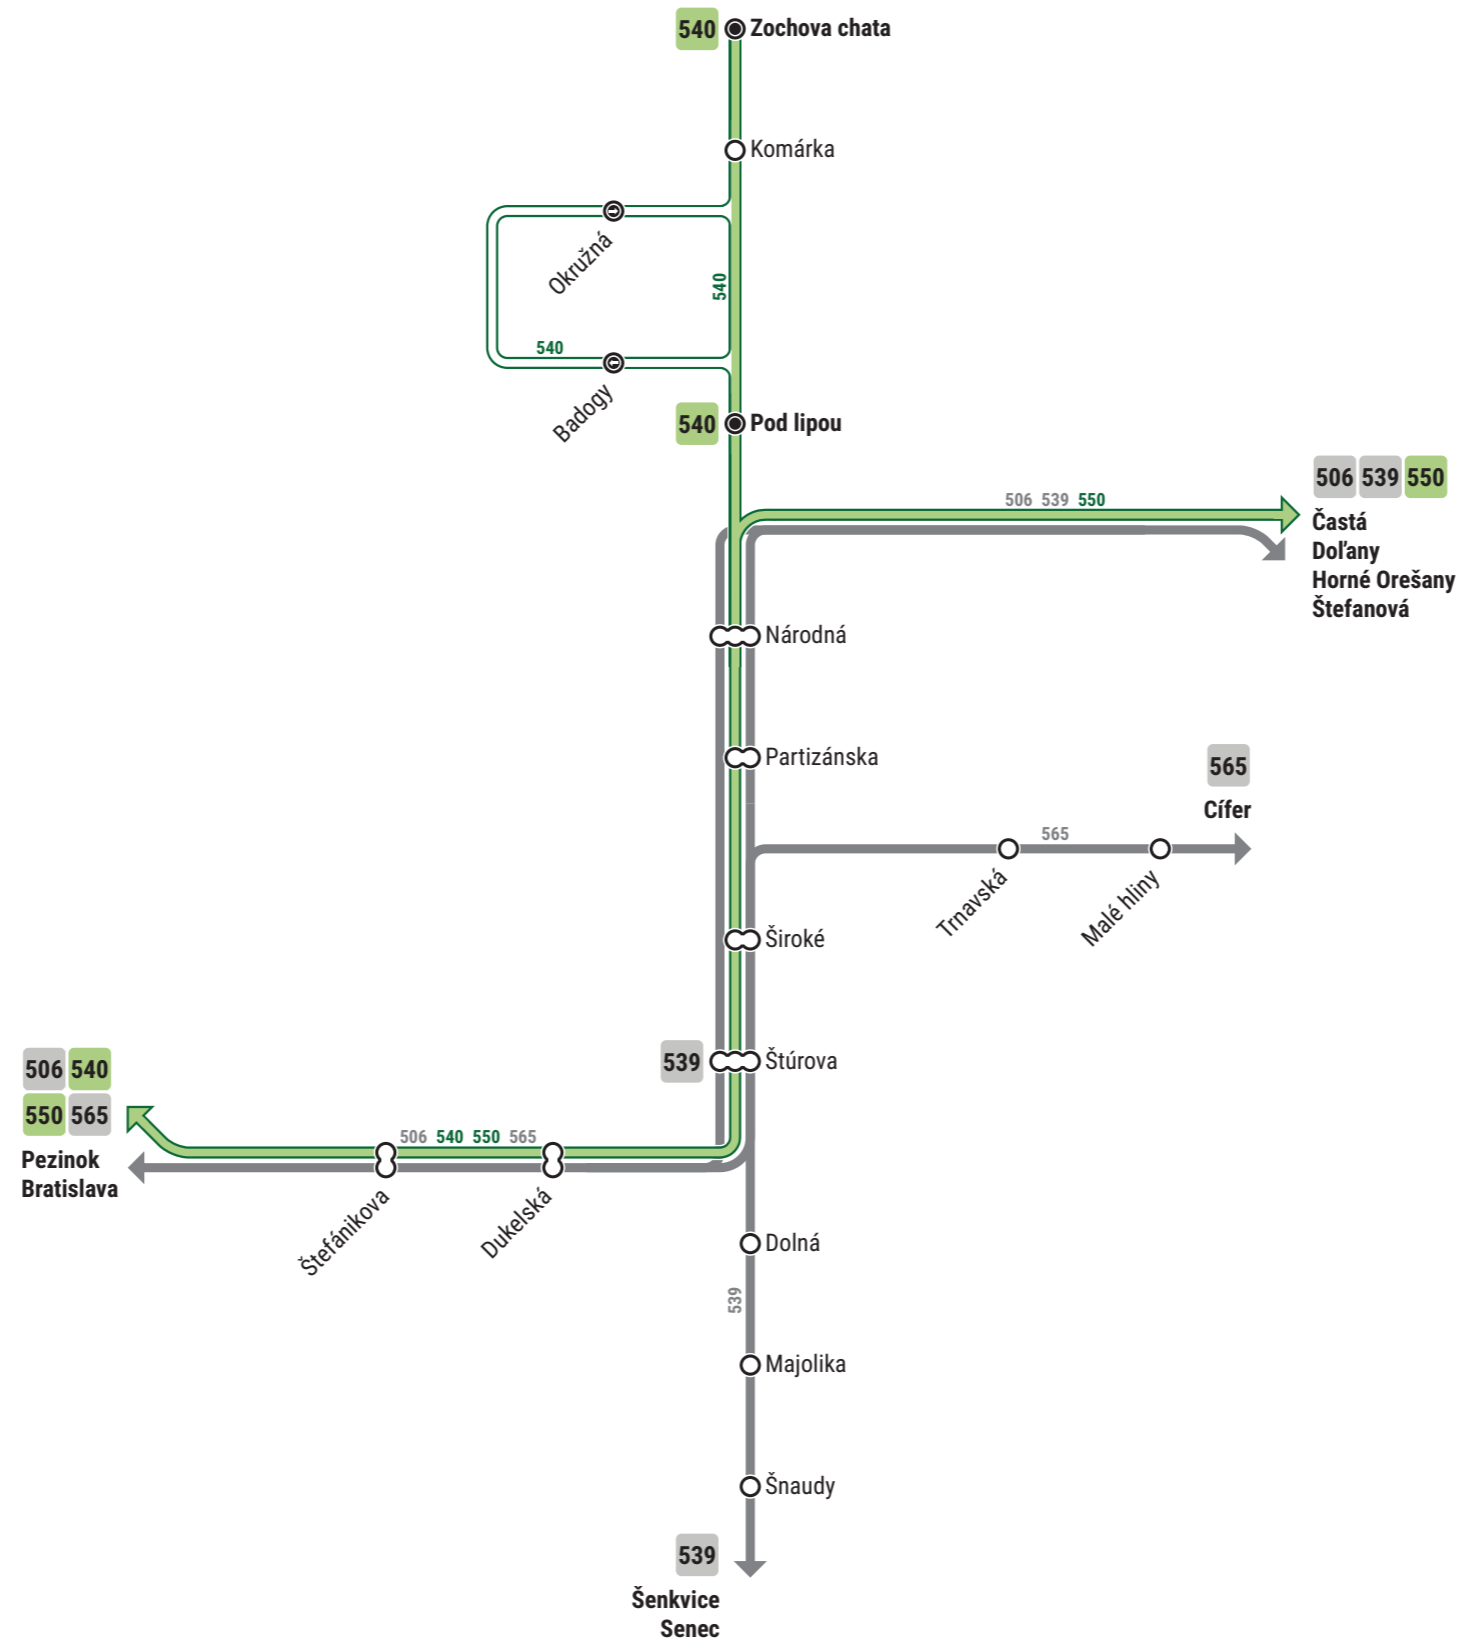 540 Zochova chata
Komárka
Okružná
540
540
Badogy
540 Pod lipou
506 539 550
506 539 550
Častá
Doľany
Horné Orešany
Štefanová
Národná
Partizánska
565
Cífer
565
Trnavská
Malé hliny
Široké
539 Štúrova
506 540
550 565
Pezinok
Bratislava
506 540 550 565
Štefánikova
Dukelská
Dolná
539
Majolika
Šnaudy
539
Šenkvice
Senec